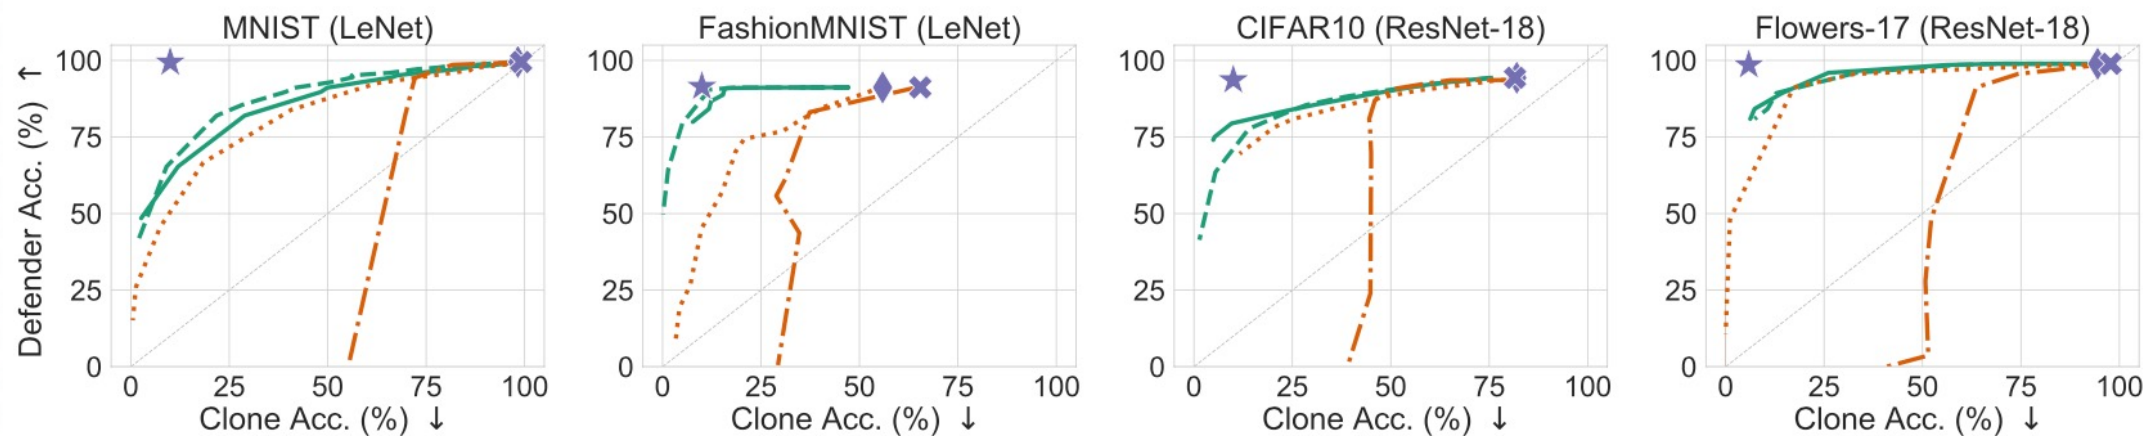 MNIST (LeNet)
Defender Acc. (%) ↑
100
75
50
25
0
0 25 50 75 100
Clone Acc. (%) ↓
FashionMNIST (LeNet)
100
75
50
25
0
0 25 50 75 100
Clone Acc. (%) ↓
CIFAR10 (ResNet-18)
100
75
50
25
0
0 25 50 75 100
Clone Acc. (%) ↓
Flowers-17 (ResNet-18)
100
75
50
25
0
0 25 50 75 100
Clone Acc. (%) ↓